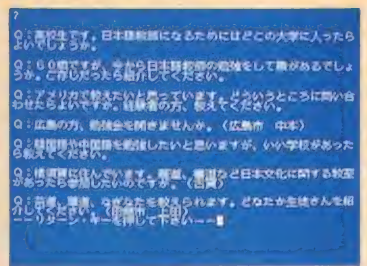 ?
Q:高校生です。日本語教師になるためにはどこの大学に入ったら
よいでしょうか。
Q:60歳ですが、今から日本語教師の勉強をして職があるでしょ
うか。ご存じだったら紹介してください。
Q:アメリカで教えたいと思っています。どういうところに問い合
わせたらよいですか。経験者の方、教えてください。
Q:広島の方、勉強会を開きませんか。(広島市 中本)
Q:韓国語や中国語を勉強したいと思いますが、いい学校があった
ら教えてください。
Q:横須賀に住んでいます。
など日本文化に関する教室
があったら参加したいのですが。
Q:茶道、華道、なぎなたを教えられます。どなたか生徒さんを紹
介してください。
ーーリターン・キーを押して下さいーー